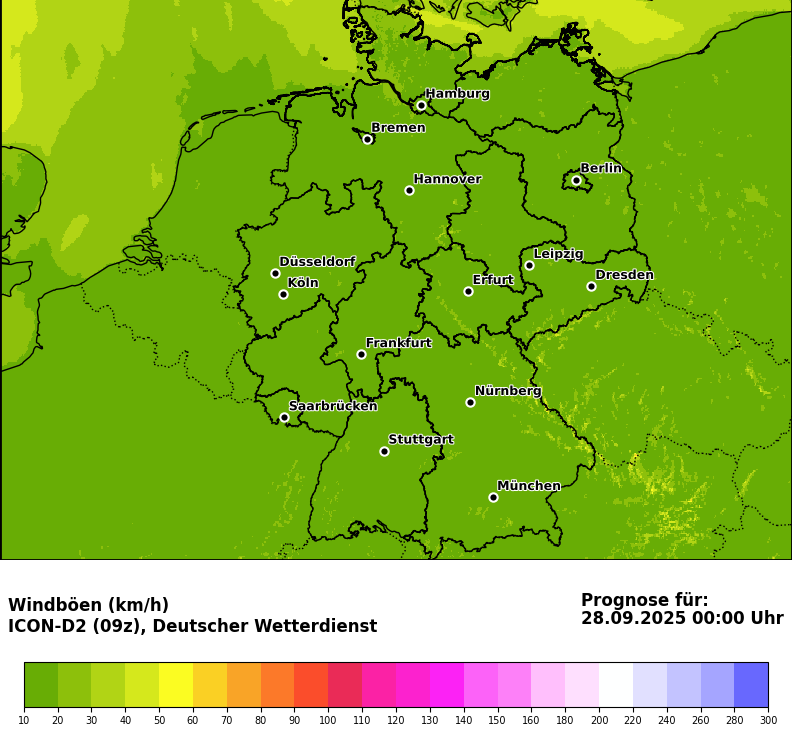 Hamburg
Bremen
Berlin
Hannover
Düsseldorf
Leipzig
Köln
Erfurt
Dresden
Frankfurt
Nürnberg
Saarbrücken
Stuttgart
München
Windböen (km/h)
ICON-D2 (09z), Deutscher Wetterdienst
Prognose für:
28.09.2025 00:00 Uhr
10 20 30 40 50 60 70 80 90 100 110 120 130 140 150 160 180 200 220 240 260 280 300